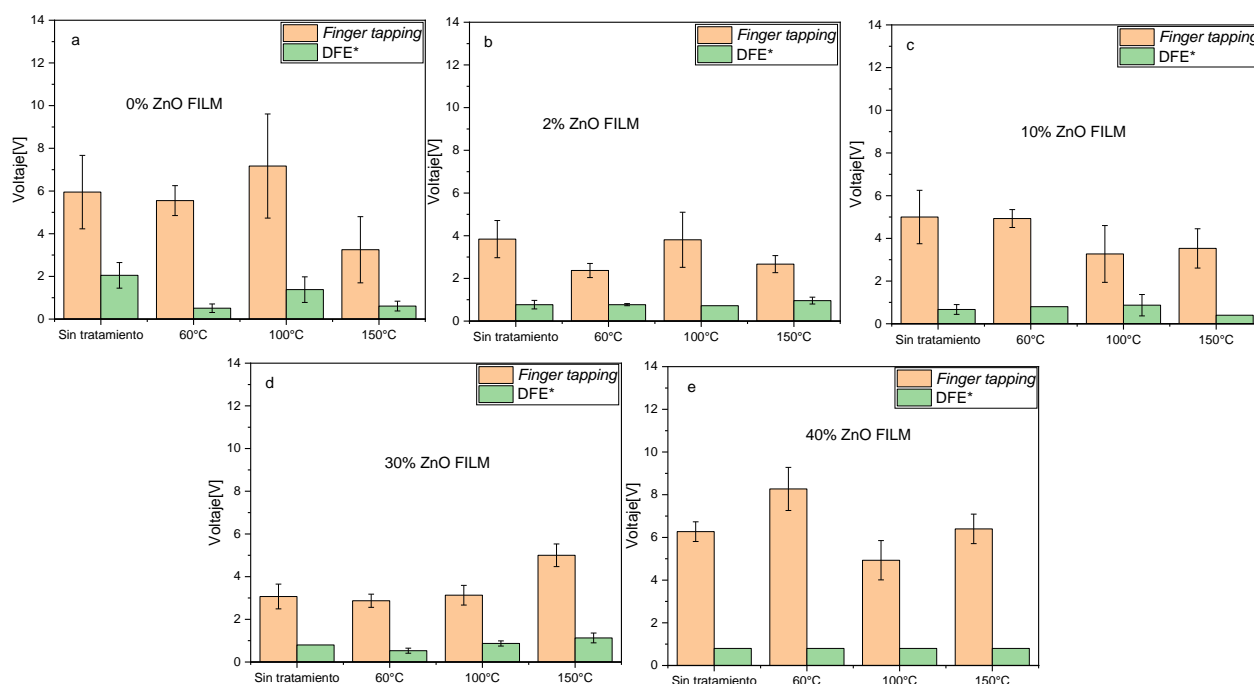 a
Finger tapping
DFE*
0% ZnO FILM
Voltaje[V]
14
12
10
8
6
4
2
0
Sin tratamiento 60°C 100°C 150°C
b
Finger tapping
DFE*
2% ZnO FILM
Voltaje[V]
14
12
10
8
6
4
2
0
Sin tratamiento 60°C 100°C 150°C
c
Finger tapping
DFE*
10% ZnO FILM
Voltaje[V]
14
12
10
8
6
4
2
0
Sin tratamiento 60°C 100°C 150°C
d
Finger tapping
DFE*
30% ZnO FILM
Voltaje[V]
14
12
10
8
6
4
2
0
Sin tratamiento 60°C 100°C 150°C
e
Finger tapping
DFE*
40% ZnO FILM
Voltaje[V]
14
12
10
8
6
4
2
0
Sin tratamiento 60°C 100°C 150°C